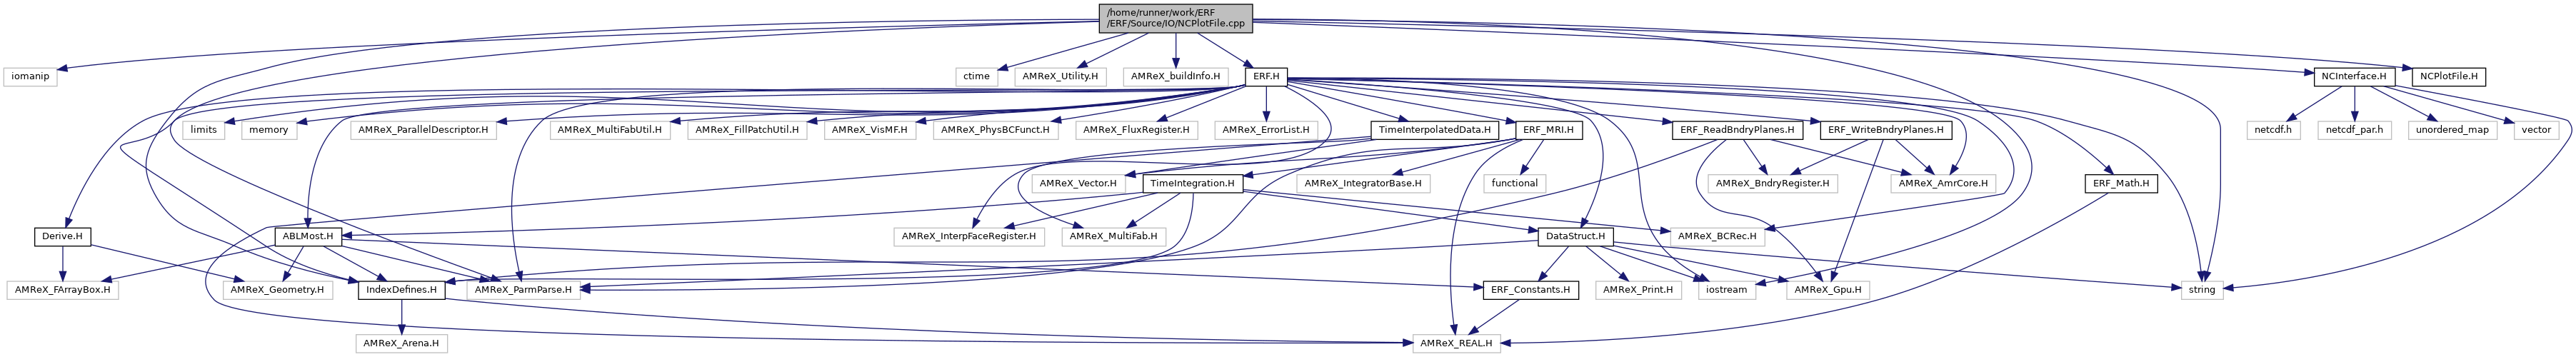 /home/runner/work/ERF
/ERF/Source/IO/NCPlotFile.cpp
iomanip
ctime
AMReX_Utility.H
AMReX_buildInfo.H
ERF.H
NCInterface.H
NCPlotFile.H
limits
memory
AMReX_ParallelDescriptor.H
AMReX_MultiFabUtil.H
AMReX_FillPatchUtil.H
AMReX_VisMF.H
AMReX_PhysBCFunct.H
AMReX_FluxRegister.H
AMReX_ErrorList.H
TimeInterpolatedData.H
ERF_MRI.H
ERF_ReadBndryPlanes.H
ERF_WriteBndryPlanes.H
netcdf.h
netcdf_par.h
unordered_map
vector
AMReX_Vector.H
TimeIntegration.H
AMReX_IntegratorBase.H
functional
AMReX_BndryRegister.H
AMReX_AmrCore.H
ERF_Math.H
Derive.H
ABLMost.H
AMReX_InterpFaceRegister.H
AMReX_MultiFab.H
DataStruct.H
AMReX_BCRec.H
AMReX_FArrayBox.H
AMReX_Geometry.H
IndexDefines.H
AMReX_ParmParse.H
ERF_Constants.H
AMReX_Print.H
iostream
AMReX_Gpu.H
string
AMReX_Arena.H
AMReX_REAL.H